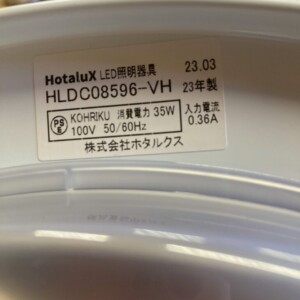 HotaluX LED照明器具 23.03
HLDC08596-VH 23年製
PS E KOHRIKU 消費電力 35W 入力電流
100V 50/60Hz 0.36A
株式会社ホタルクス